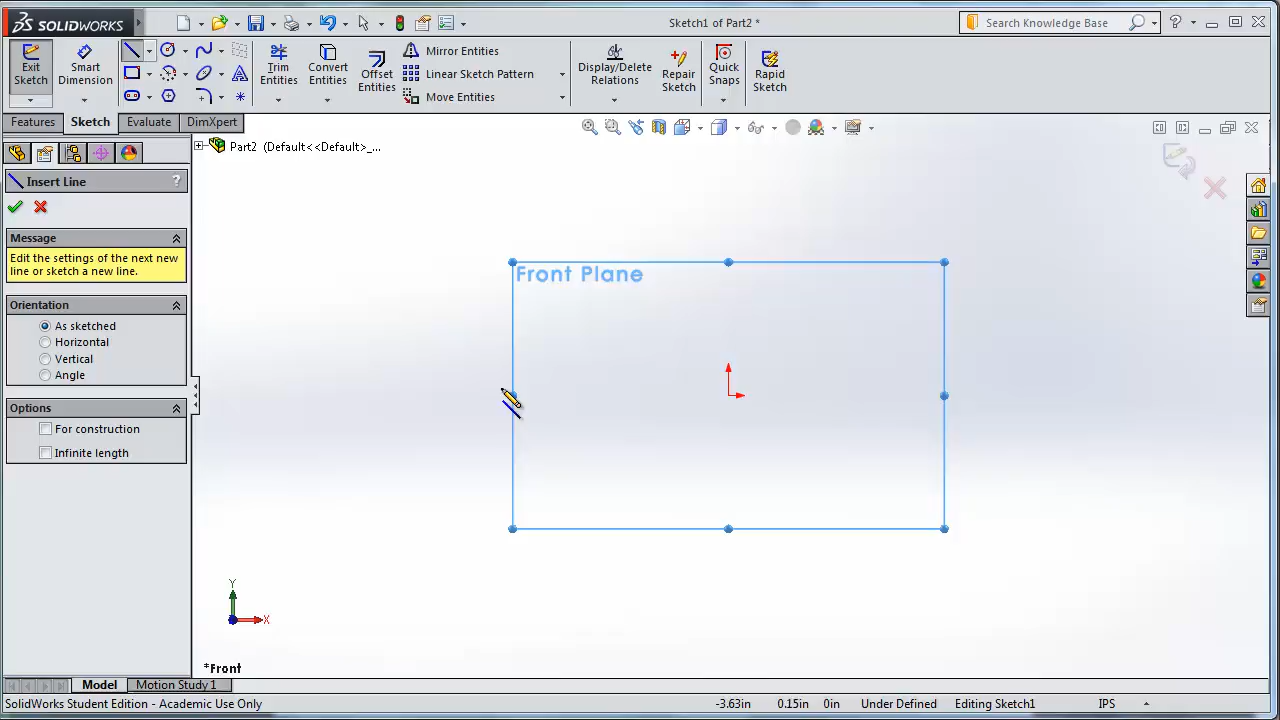 SOLIDWORKS
Sketch1 of Part2 *
Search Knowledge Base
?
Exit Sketch
Smart Dimension
Trim Entities
Convert Entities
Offset Entities
Mirror Entities
Linear Sketch Pattern
Move Entities
Display/Delete Relations
Repair Sketch
Quick Snaps
Rapid Sketch
Features
Sketch
Evaluate
DimXpert
Part2 (Default<<Default>_...
Insert Line
?
Message
Edit the settings of the next new
line or sketch a new line.
Orientation
As sketched
Horizontal
Vertical
Angle
Options
For construction
Infinite length
Front Plane
Y
X
*Front
Model
Motion Study 1
SolidWorks Student Edition - Academic Use Only
-3.63in
0.15in
0in
Under Defined
Editing Sketch1
IPS